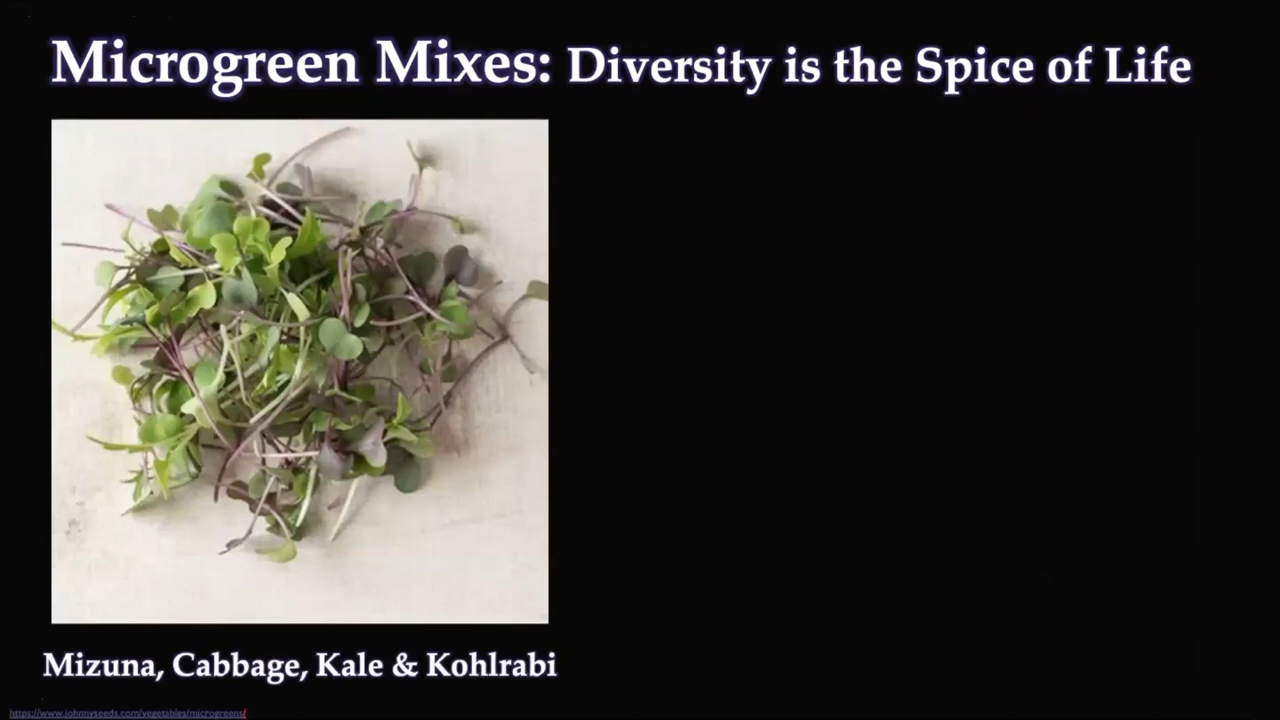 Microgreen Mixes: Diversity is the Spice of Life
Mizuna, Cabbage, Kale & Kohlrabi
https://www.johnnyseeds.com/vegetables/microgreens/